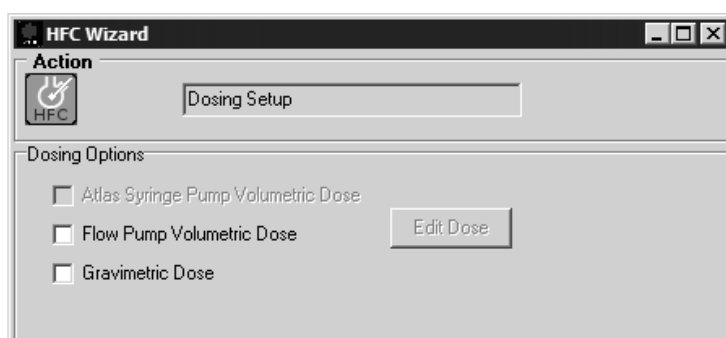 HFC Wizard
Action
HFC
Dosing Setup
Dosing Options
Atlas Syringe Pump Volumetric Dose
Flow Pump Volumetric Dose
Edit Dose
Gravimetric Dose